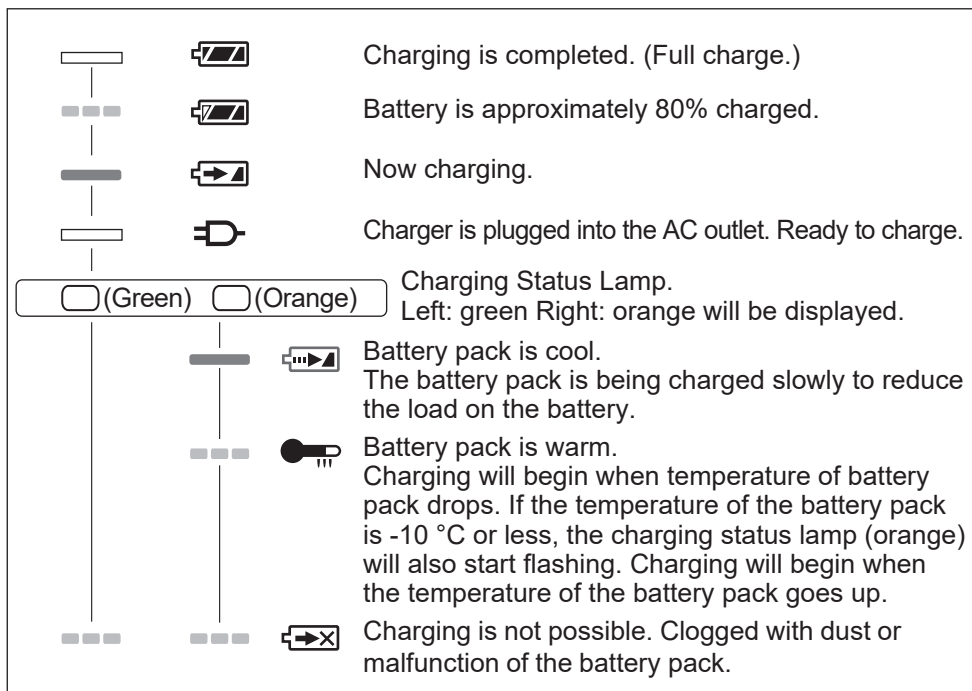 Charging is completed. (Full charge.)
Battery is approximately 80% charged.
Now charging.
Charger is plugged into the AC outlet. Ready to charge.
(Green) (Orange)
Charging Status Lamp.
Left: green Right: orange will be displayed.
Battery pack is cool.
The battery pack is being charged slowly to reduce
the load on the battery.
Battery pack is warm.
Charging will begin when temperature of battery
pack drops. If the temperature of the battery pack
is -10 °C or less, the charging status lamp (orange)
will also start flashing. Charging will begin when
the temperature of the battery pack goes up.
Charging is not possible. Clogged with dust or
malfunction of the battery pack.